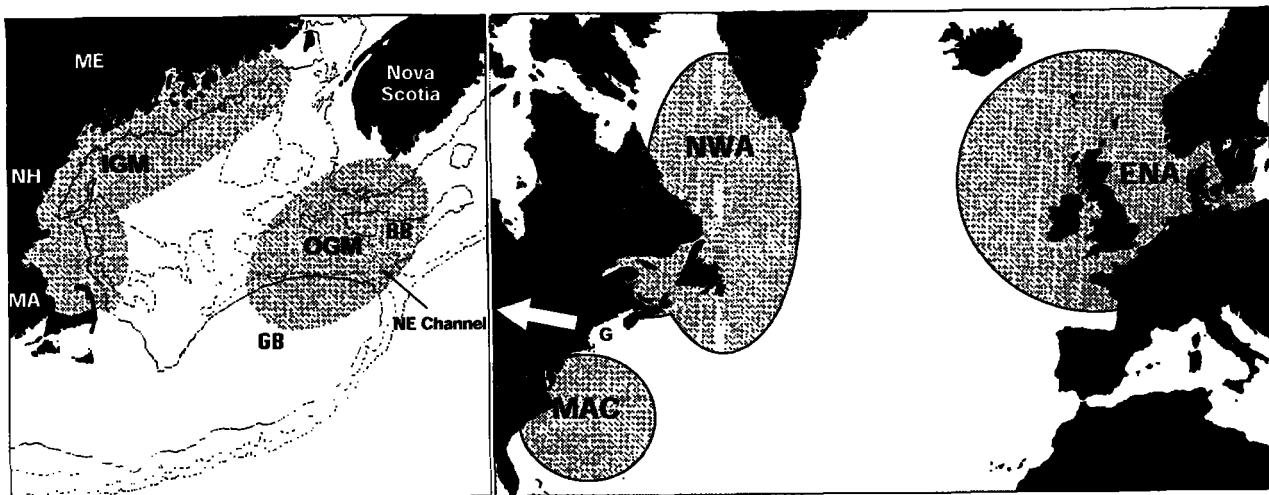 ME
Nova
Scotia
NH
IGM
BB
OGM
MA
NE Channel
GB
NWA
ENA
G
MAC